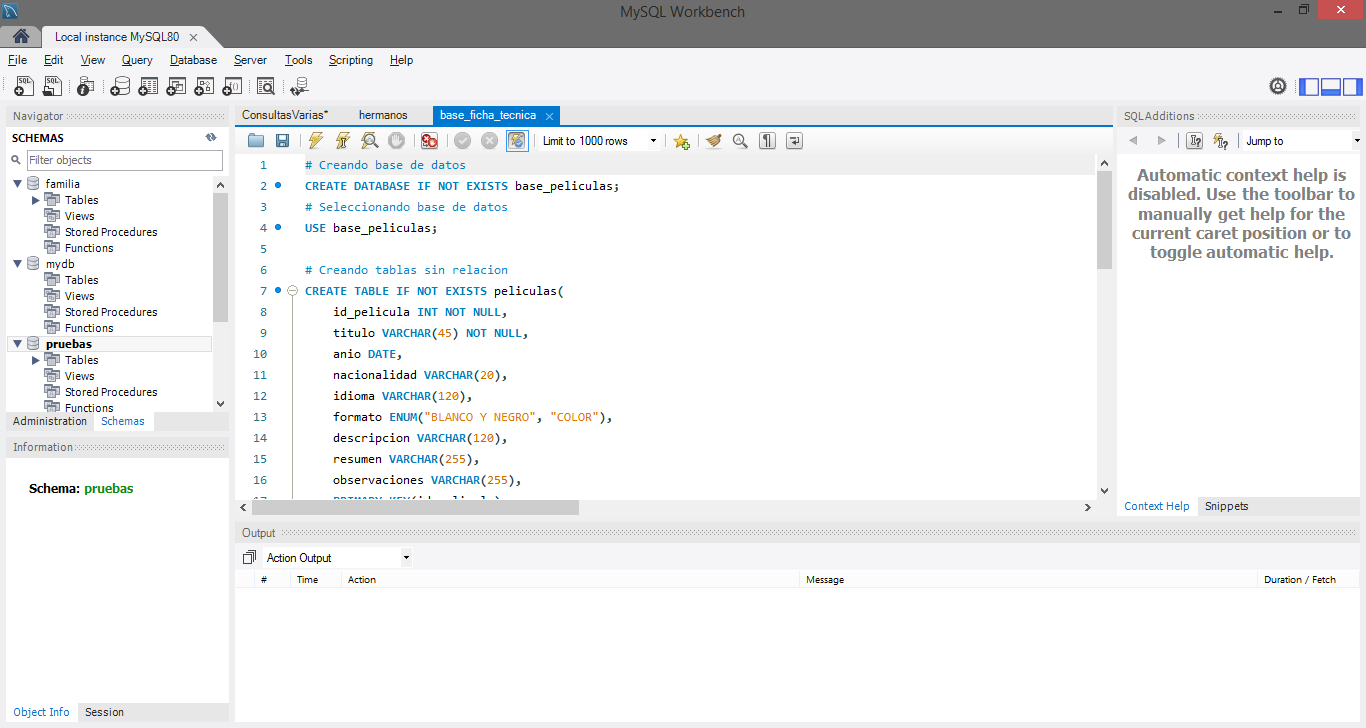 MySQL Workbench
Local instance MySQL80
File Edit View Query Database Server Tools Scripting Help
Navigator
SCHEMAS
Filter objects
familia
Tables
Views
Stored Procedures
Functions
mydb
Tables
Views
Stored Procedures
Functions
pruebas
Tables
Views
Stored Procedures
Functions
Administration Schemas
Information
Schema: pruebas
Object Info Session
ConsultasVarias* hermanos base_ficha_tecnica
Limit to 1000 rows
1 # Creando base de datos
2 CREATE DATABASE IF NOT EXISTS base_peliculas;
3 # Seleccionando base de datos
4 USE base_peliculas;
5
6 # Creando tablas sin relacion
7 CREATE TABLE IF NOT EXISTS peliculas(
8 id_pelicula INT NOT NULL,
9 titulo VARCHAR(45) NOT NULL,
10 anio DATE,
11 nacionalidad VARCHAR(20),
12 idioma VARCHAR(120),
13 formato ENUM("BLANCO Y NEGRO", "COLOR"),
14 descripcion VARCHAR(120),
15 resumen VARCHAR(255),
16 observaciones VARCHAR(255),
17 PRIMARY KEY(id_pelicula)
SQLAdditions
Jump to
Automatic context help is
disabled. Use the toolbar to
manually get help for the
current caret position or to
toggle automatic help.
Context Help Snippets
Output
Action Output
# Time Action Message Duration / Fetch